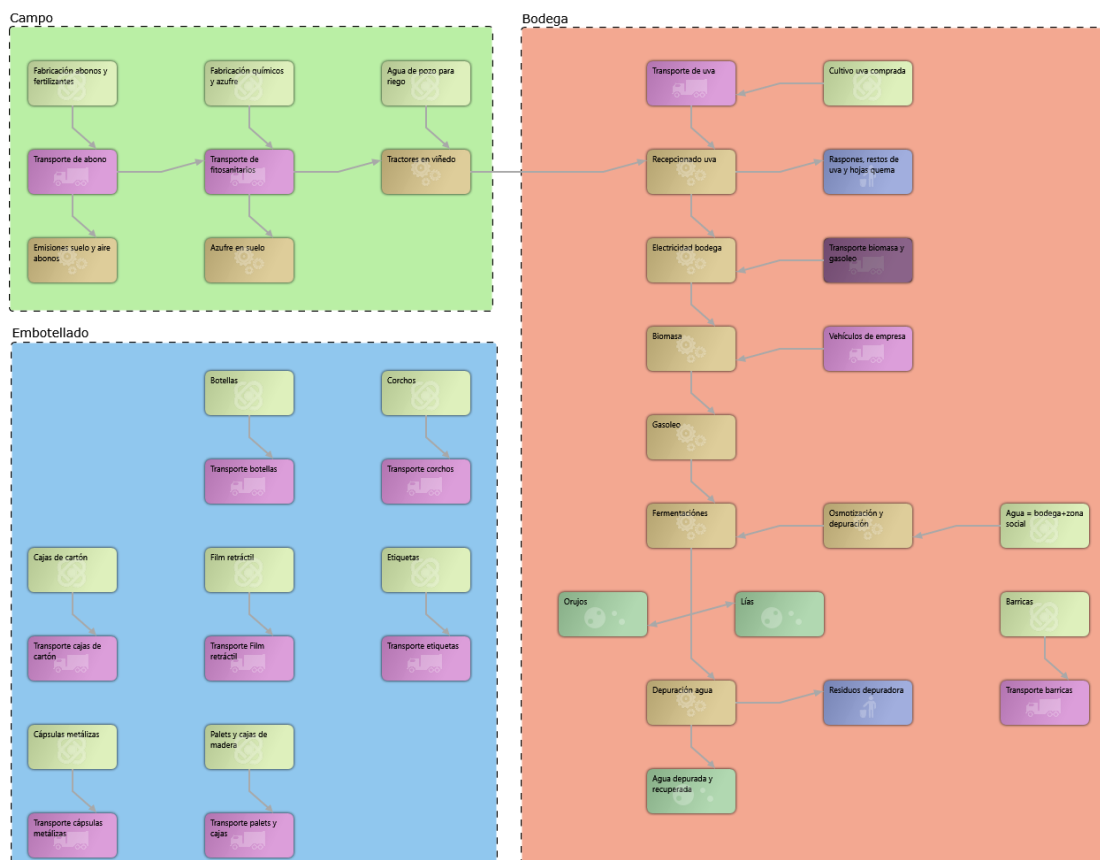 Campo
Fabricación abonos y
fertilizantes
Fabricación químicos
y azufre
Agua de pozo para
riego
Transporte de abono
Transporte de
fitosanitarios
Tractores en viñedo
Emisiones suelo y aire
abonos
Azufre en suelo
Embotellado
Botellas
Corchos
Transporte botellas
Transporte corchos
Cajas de cartón
Film retráctil
Etiquetas
Transporte cajas de
cartón
Transporte Film
retráctil
Transporte etiquetas
Cápsulas metálizas
Palets y cajas de
madera
Transporte cápsulas
metálizas
Transporte palets y
cajas
Bodega
Transporte de uva
Cultivo uva comprada
Recepcionado uva
Raspones, restos de
uva y hojas quema
Electricidad bodega
Transporte biomasa y
gasoleo
Biomasa
Vehículos de empresa
Gasoleo
Fermentaciónes
Osmotización y
depuración
Agua = bodega+zona
social
Orujos
Lías
Barricas
Depuración agua
Residuos depuradora
Transporte barricas
Agua depurada y
recuperada